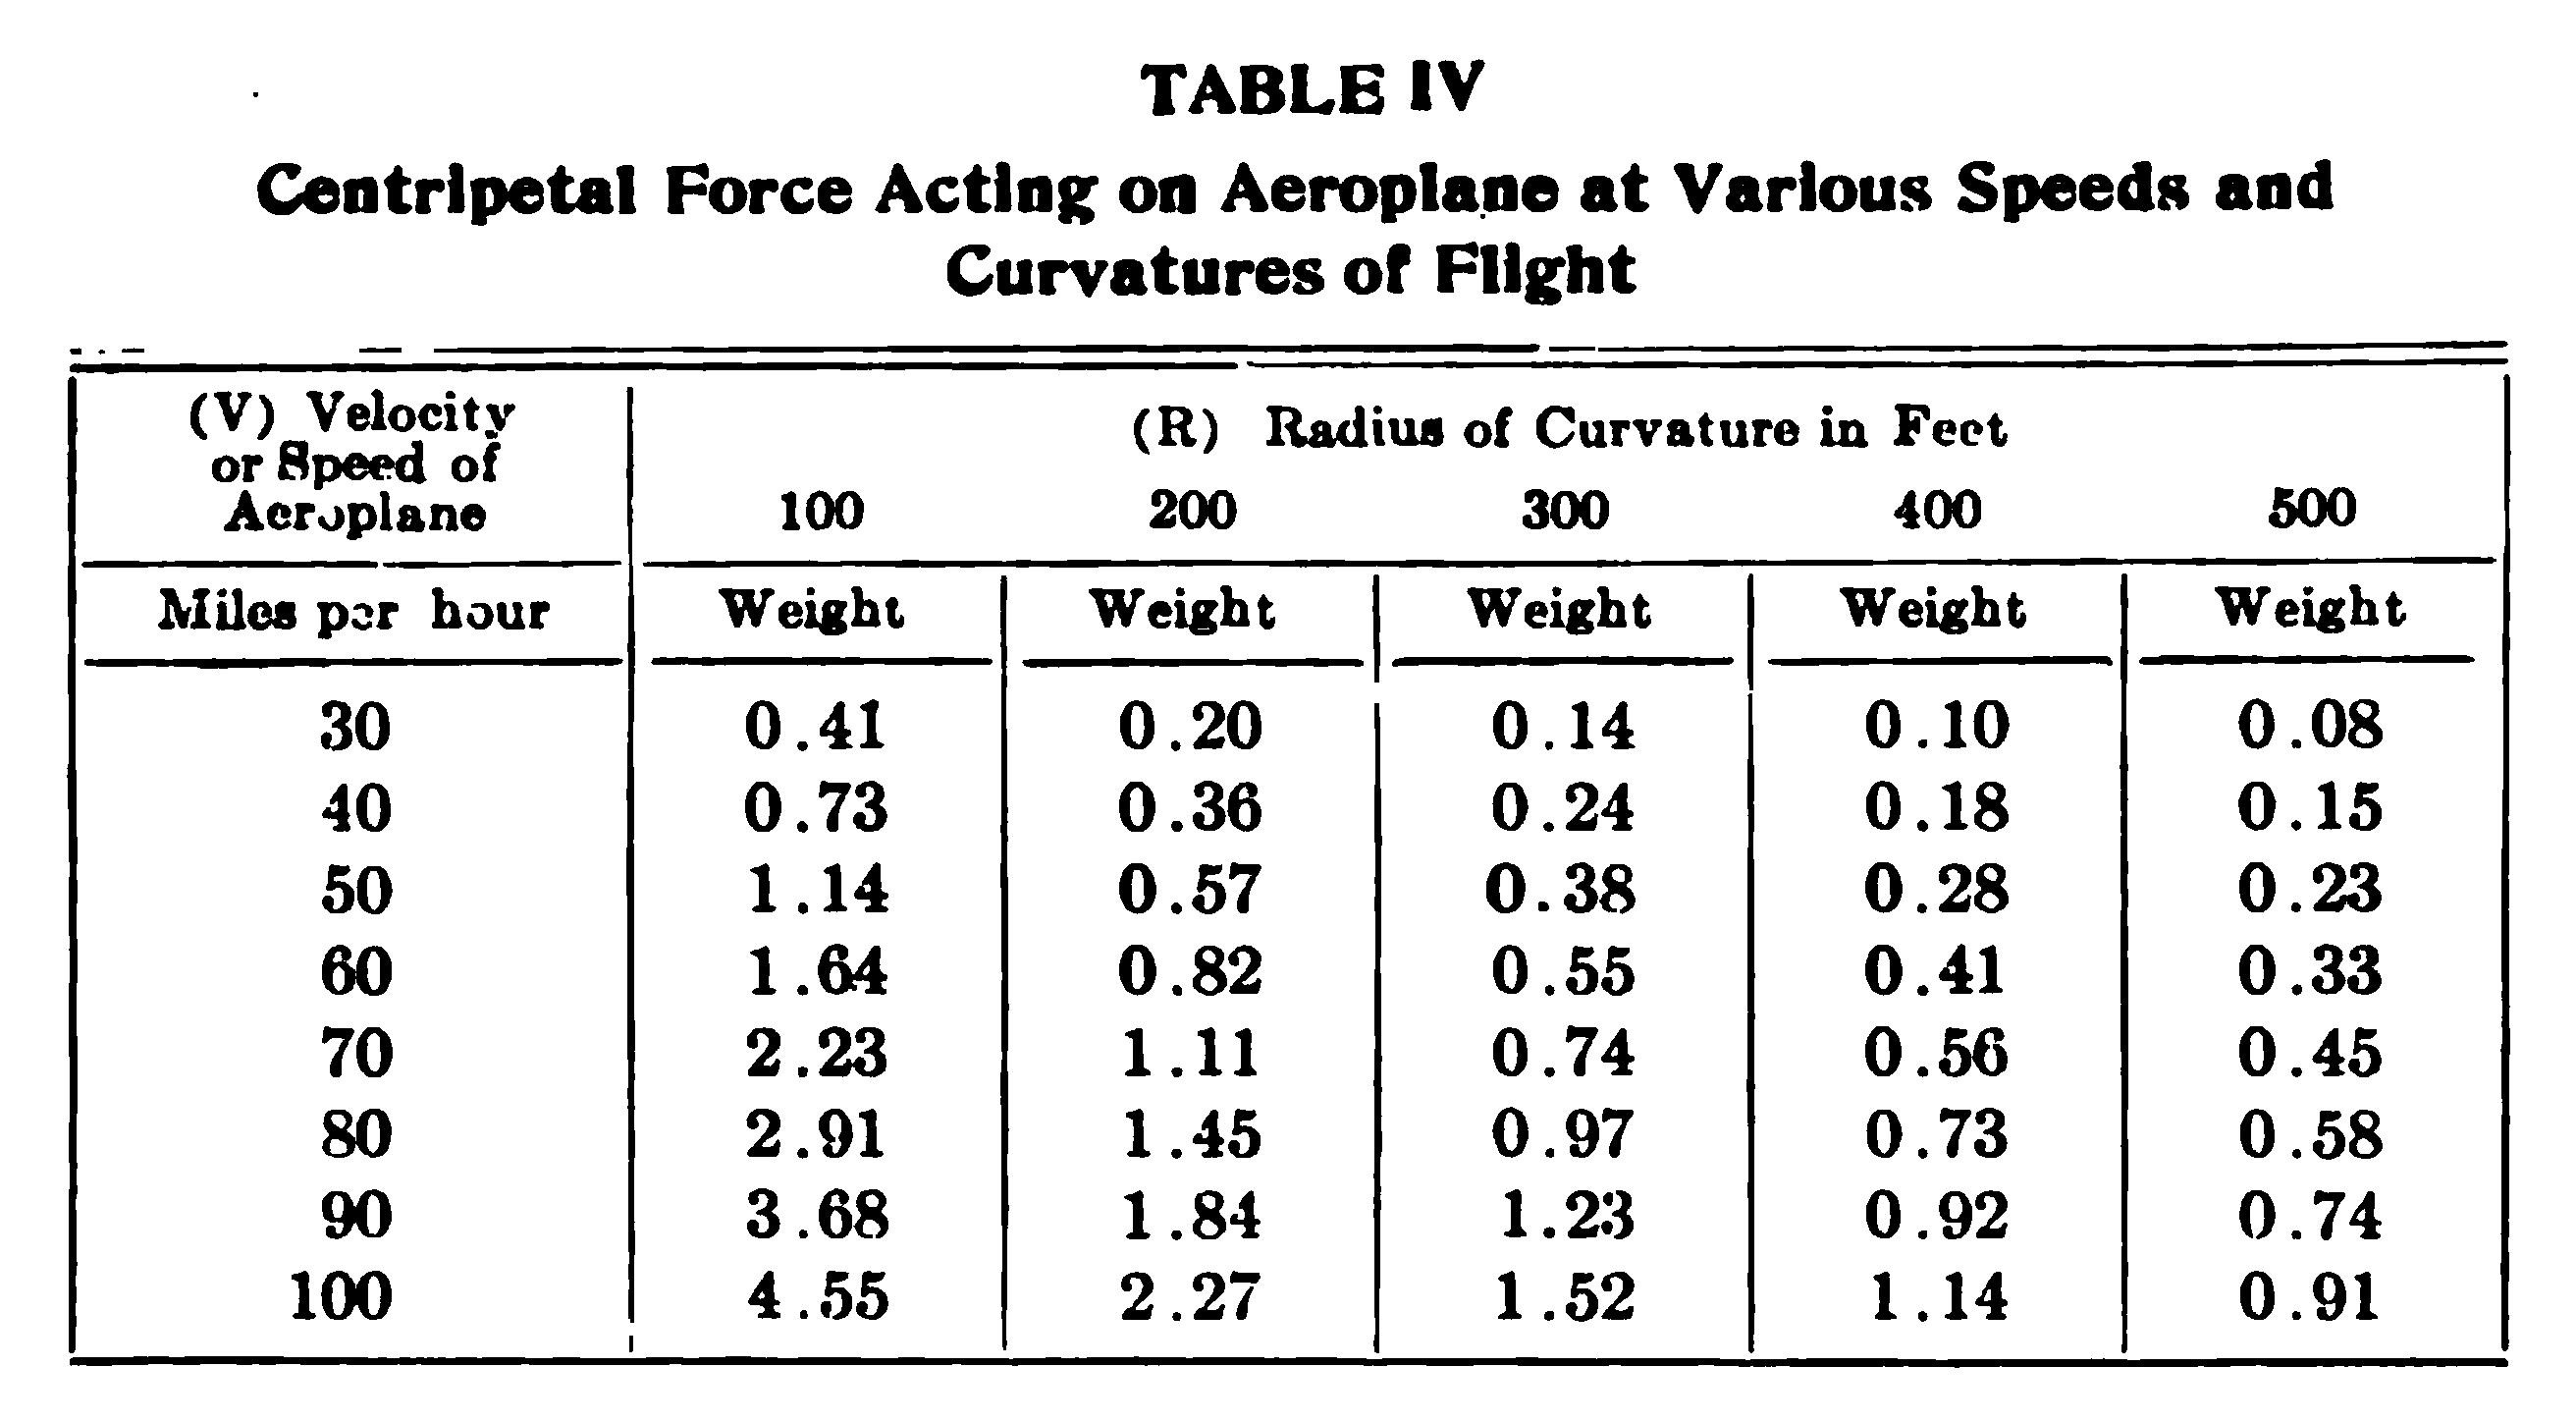 TABLE IV
Centripetal Force Acting on Aeroplane at Various Speeds and
Curvatures of Flight
(V) Velocity
or Speed of
Aeroplane
(R) Radius of Curvature in Feet
100 200 300 400 500
Miles per hour Weight Weight Weight Weight Weight
30 0.41 0.20 0.14 0.10 0.08
40 0.73 0.36 0.24 0.18 0.15
50 1.14 0.57 0.38 0.28 0.23
60 1.64 0.82 0.55 0.41 0.33
70 2.23 1.11 0.74 0.56 0.45
80 2.91 1.45 0.97 0.73 0.58
90 3.68 1.84 1.23 0.92 0.74
100 4.55 2.27 1.52 1.14 0.91